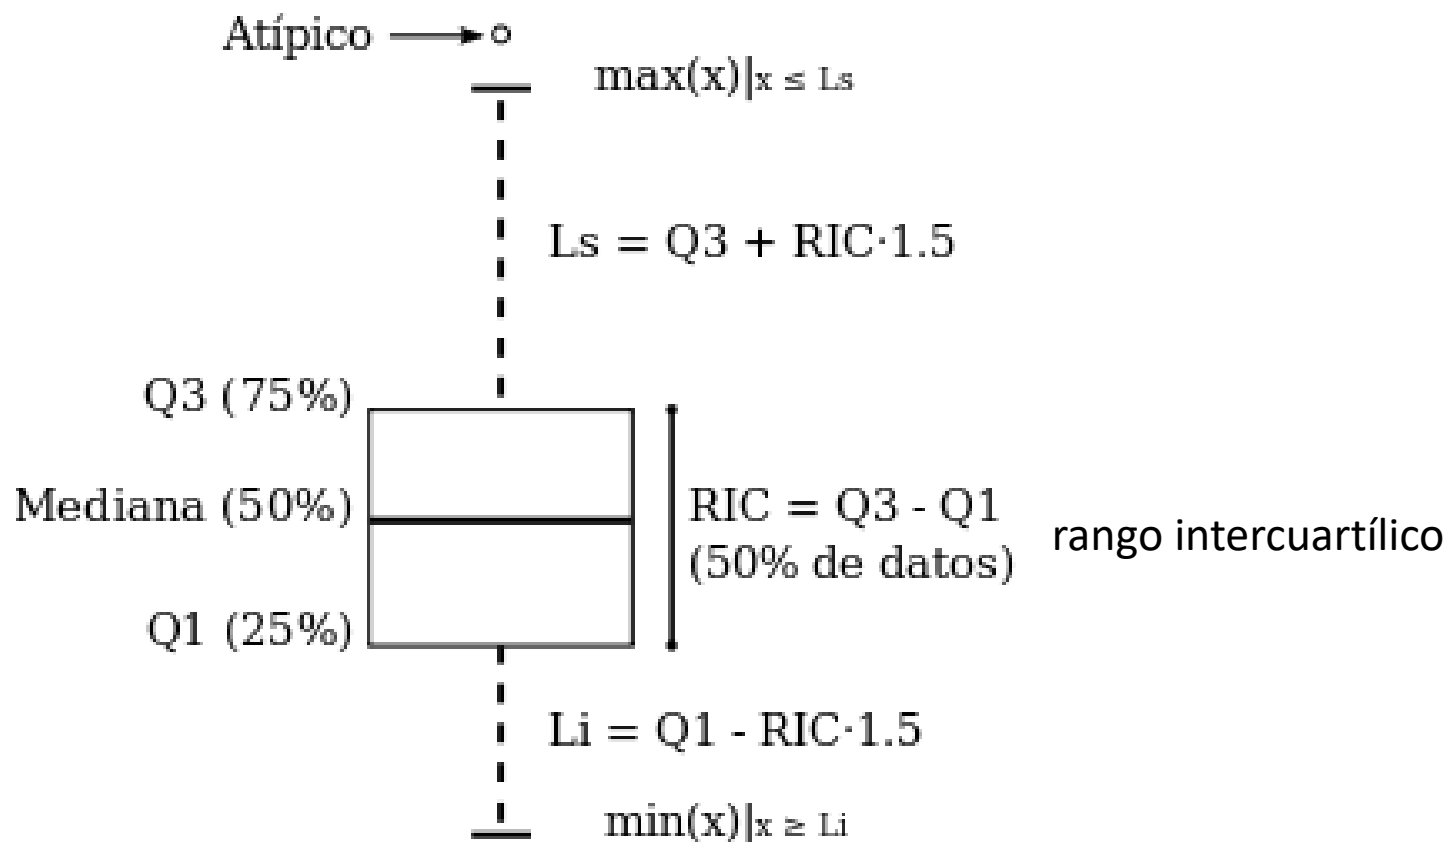 Atípico
max(x)|x ≤ Ls
Ls = Q3 + RIC·1.5
Q3 (75%)
Mediana (50%)
RIC = Q3 - Q1
(50% de datos)
rango intercuartílico
Q1 (25%)
Li = Q1 - RIC·1.5
min(x)|x ≥ Li